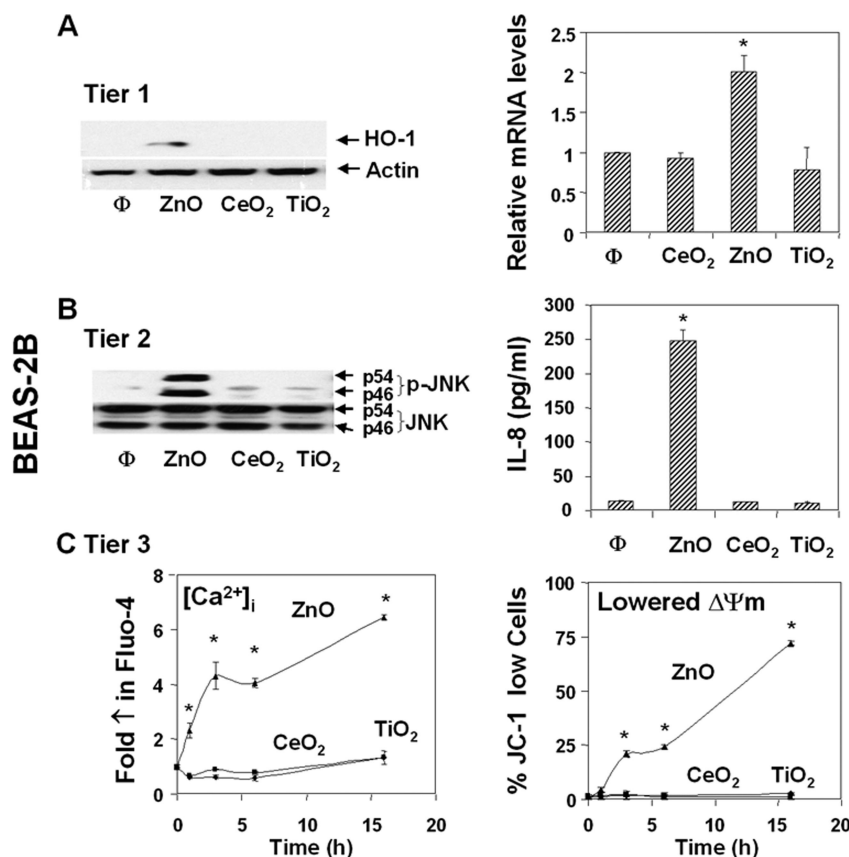 A
Tier 1
HO-1
Actin
Φ ZnO CeO₂ TiO₂
Relative mRNA levels
2.5
2
1.5
1
0.5
0
*
Φ CeO₂ ZnO TiO₂
BEAS-2B
B
Tier 2
p54
p46
p-JNK
p54
p46
JNK
Φ ZnO CeO₂ TiO₂
IL-8 (pg/ml)
300
250
200
150
100
50
0
*
Φ ZnO CeO₂ TiO₂
C Tier 3
Fold ↑ in Fluo-4
8
6
4
2
0
[Ca²⁺]ᵢ
ZnO
* * * *
CeO₂
TiO₂
0 5 10 15 20
Time (h)
% JC-1 low Cells
100
75
50
25
0
Lowered ΔΨm
ZnO
* * *
CeO₂
TiO₂
0 5 10 15 20
Time (h)